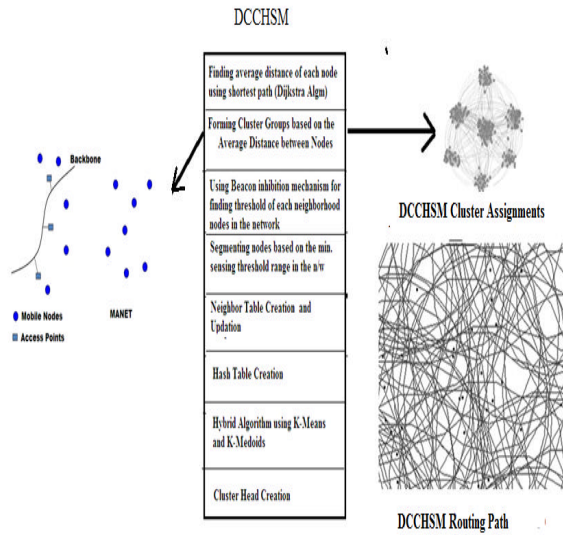 DCCHSM
Finding average distance of each node
using shortest path (Dijkstra Algm)
Forming Cluster Groups based on the
Average Distance between Nodes
Using Beacon inhibition mechanism for
finding threshold of each neighborhood
nodes in the network
Segmenting nodes based on the min.
sensing threshold range in the n/w
Neighbor Table Creation and
Updation
Hash Table Creation
Hybrid Algorithm using K-Means
and K-Medoids
Cluster Head Creation
Backbone
Mobile Nodes
Access Points
MANET
DCCHSM Cluster Assignments
DCCHSM Routing Path